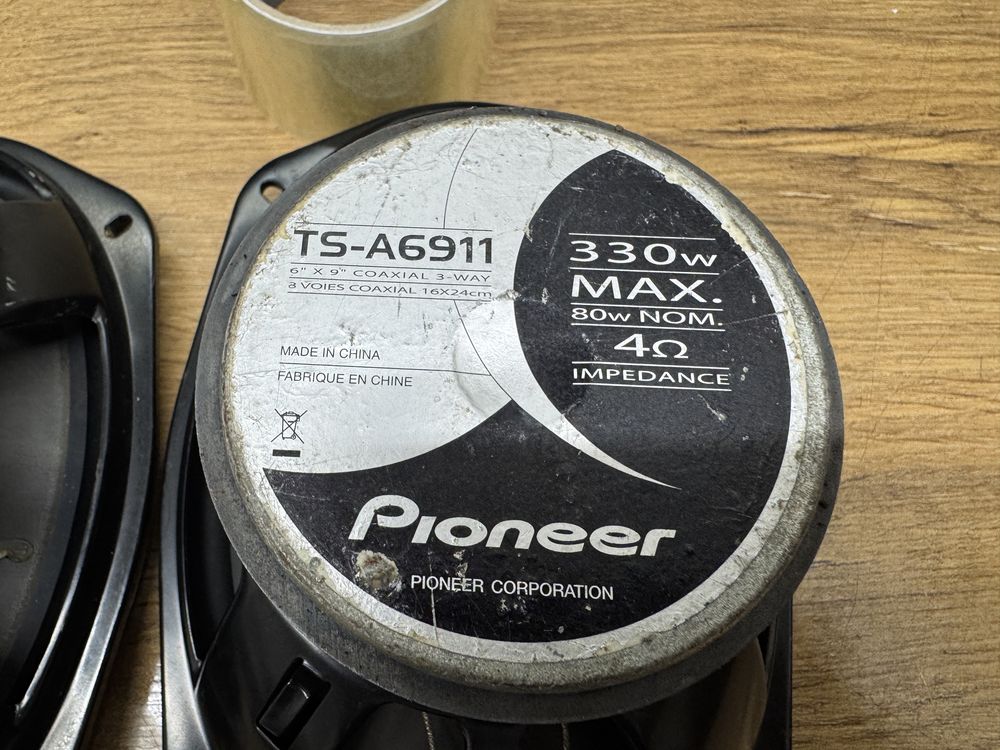 TS-A6911
6" X 9" COAXIAL 3-WAY
3 VOIES COAXIAL 16X24cm
MADE IN CHINA
FABRIQUE EN CHINE
330w
MAX.
80w NOM.
4Ω
IMPEDANCE
Pioneer
PIONEER CORPORATION